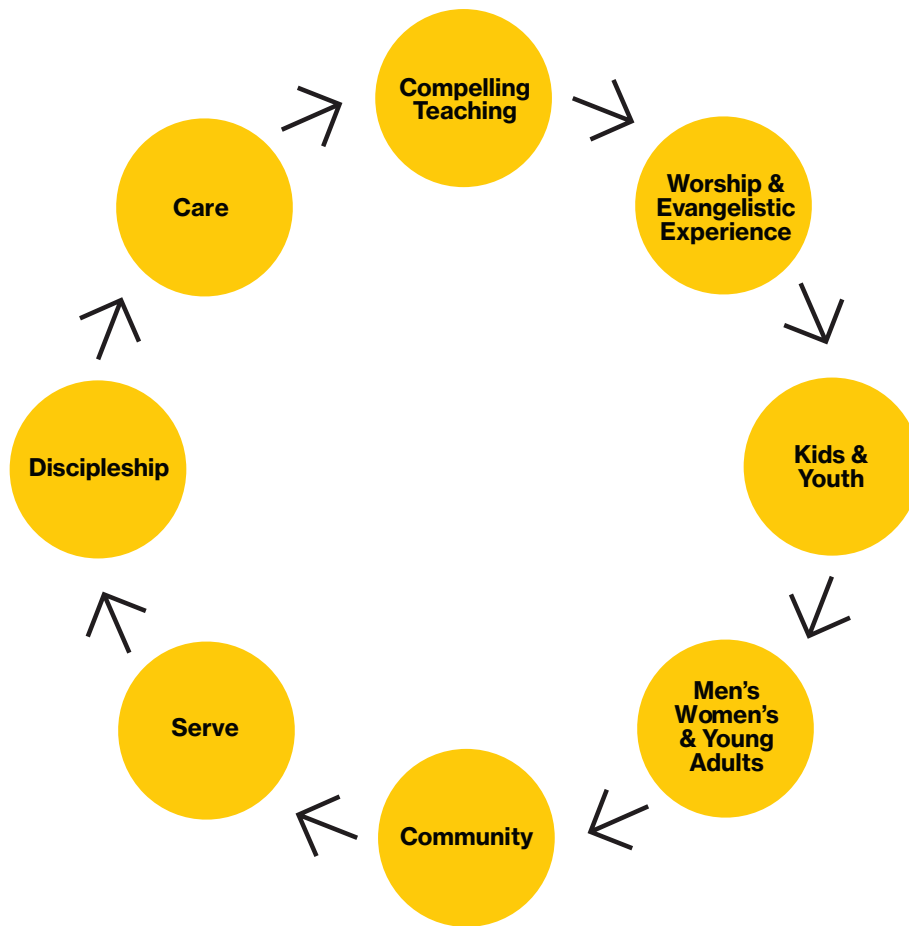 Compelling
Teaching
Worship &
Evangelistic
Experience
Kids &
Youth
Men’s
Women’s
& Young
Adults
Community
Serve
Discipleship
Care